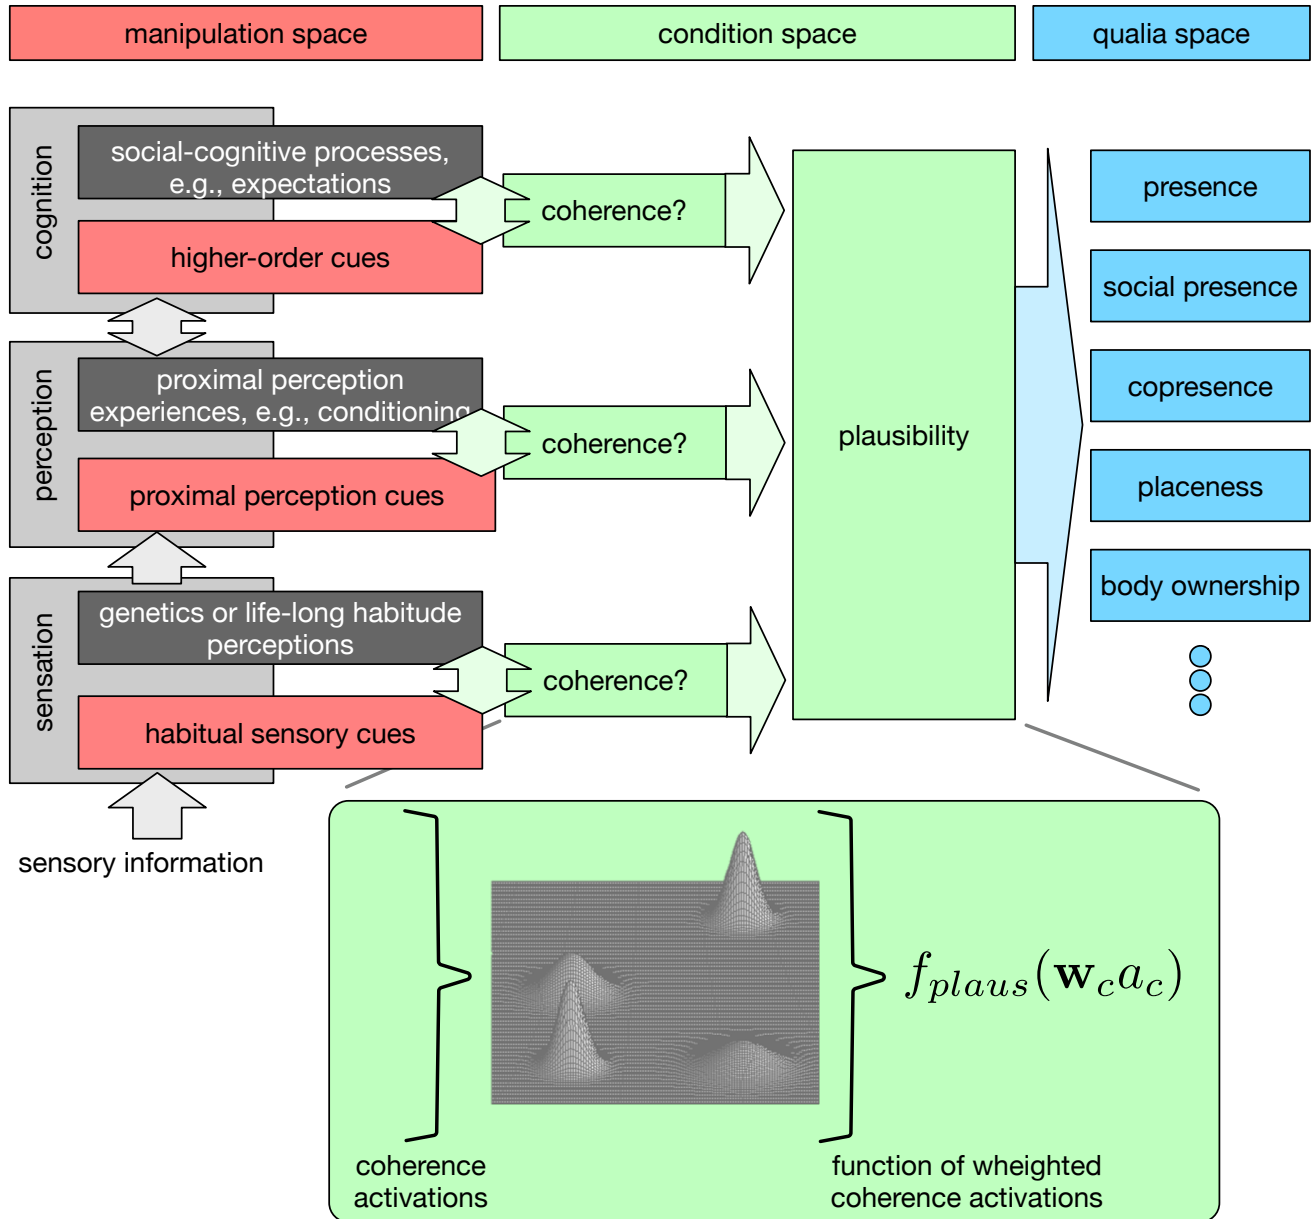 manipulation space
condition space
qualia space
cognition
social-cognitive processes,
e.g., expectations
higher-order cues
coherence?
perception
proximal perception
experiences, e.g., conditioning
proximal perception cues
coherence?
sensation
genetics or life-long habitude
perceptions
habitual sensory cues
coherence?
sensory information
plausibility
presence
social presence
copresence
placeness
body ownership
f_{plaus}(w_c a_c)
coherence
activations
function of wheighted
coherence activations